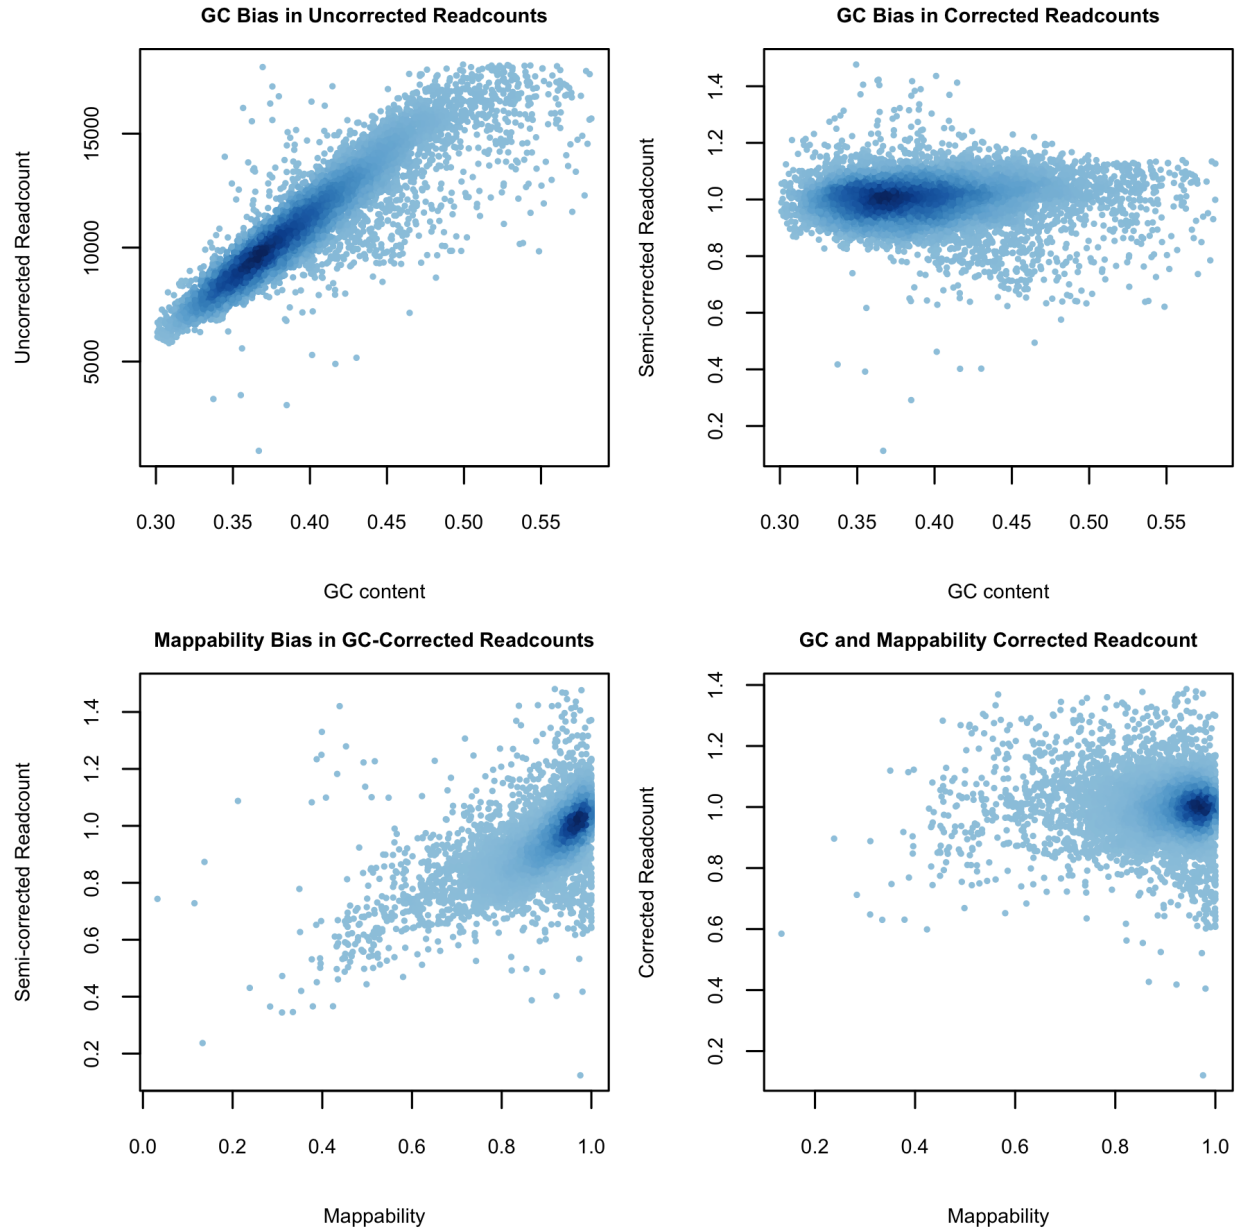 GC Bias in Uncorrected Readcounts
Uncorrected Readcount
15000
10000
5000
0.30 0.35 0.40 0.45 0.50 0.55
GC content
GC Bias in Corrected Readcounts
Semi-corrected Readcount
1.4
1.2
1.0
0.8
0.6
0.4
0.2
0.30 0.35 0.40 0.45 0.50 0.55
GC content
Mappability Bias in GC-Corrected Readcounts
Semi-corrected Readcount
1.4
1.2
1.0
0.8
0.6
0.4
0.2
0.0 0.2 0.4 0.6 0.8 1.0
Mappability
GC and Mappability Corrected Readcount
Corrected Readcount
1.4
1.2
1.0
0.8
0.6
0.4
0.2
0.2 0.4 0.6 0.8 1.0
Mappability